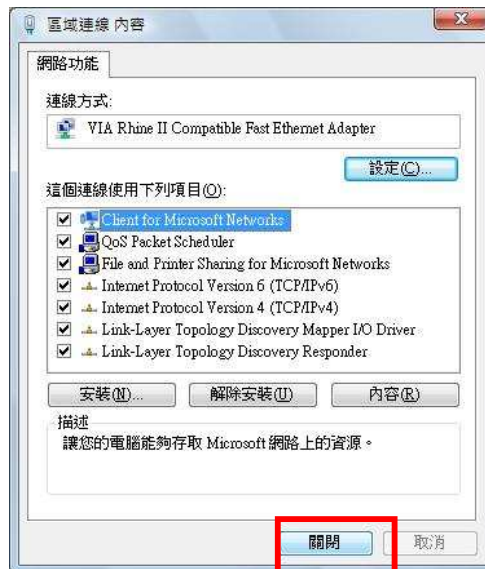 區域連線 內容
網路功能
連線方式:
VIA Rhine II Compatible Fast Ethernet Adapter
設定(C)...
這個連線使用下列項目(O):
Client for Microsoft Networks
QoS Packet Scheduler
File and Printer Sharing for Microsoft Networks
Internet Protocol Version 6 (TCP/IPv6)
Internet Protocol Version 4 (TCP/IPv4)
Link-Layer Topology Discovery Mapper I/O Driver
Link-Layer Topology Discovery Responder
安裝(N)... 解除安裝(U) 內容(R)
描述
讓您的電腦能夠存取 Microsoft 網路上的資源。
關閉 取消